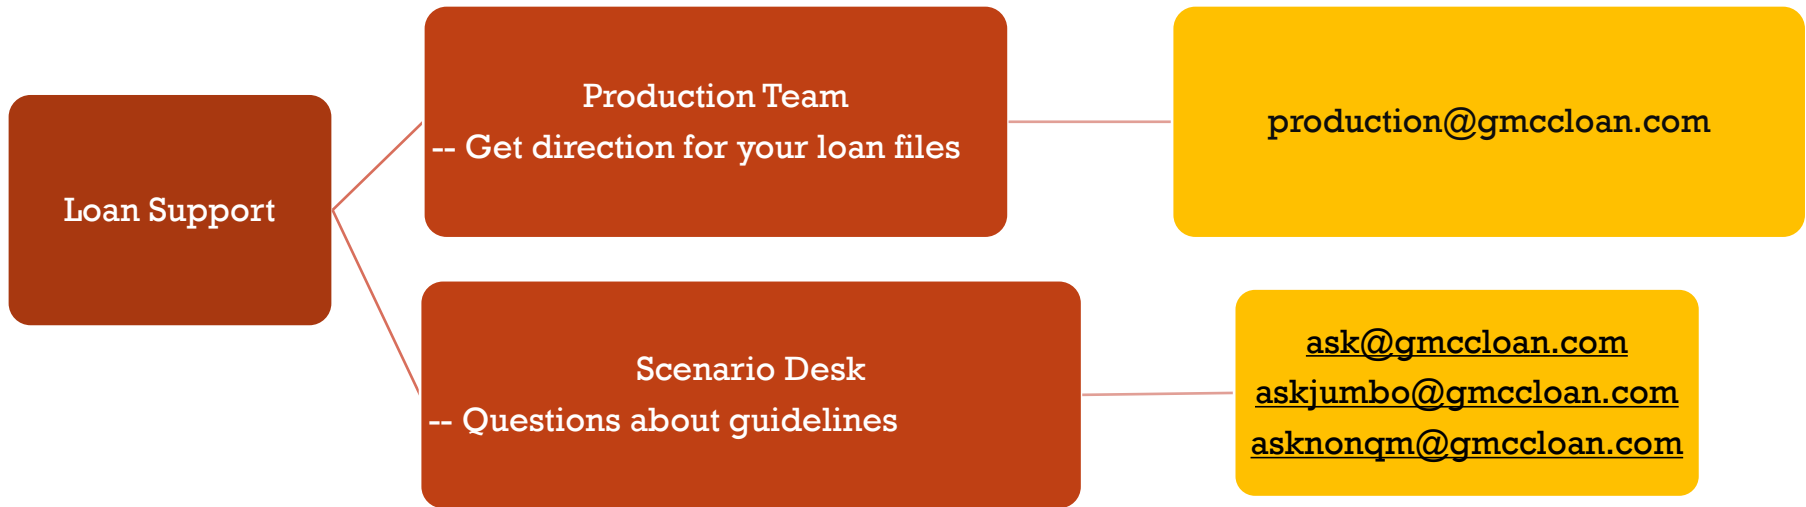 Loan Support
Production Team
-- Get direction for your loan files
production@gmccloan.com
Scenario Desk
-- Questions about guidelines
ask@gmccloan.com
askjumbo@gmccloan.com
asknonqm@gmccloan.com